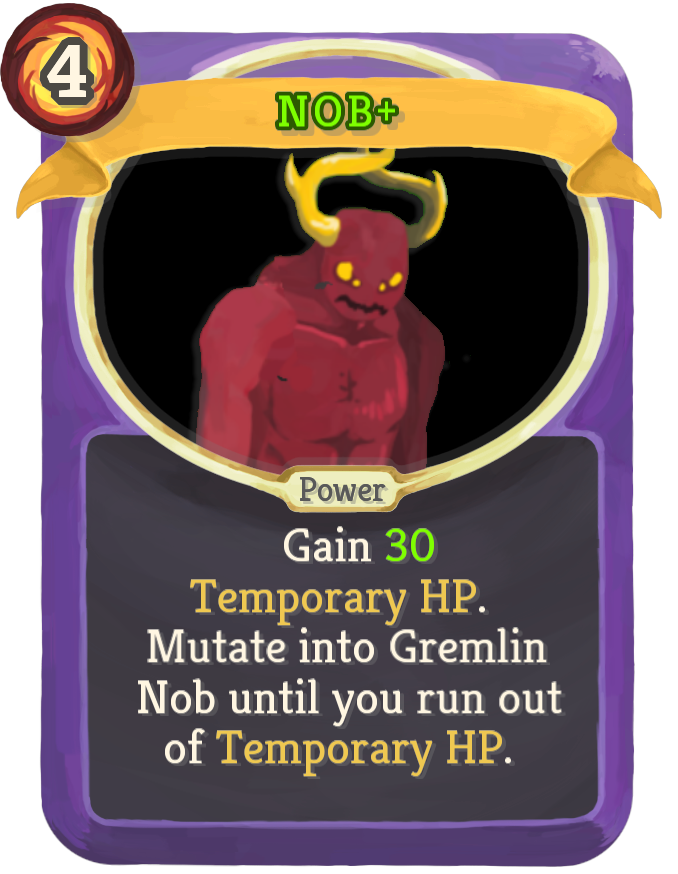 4
NOB+
Power
Gain 30
Temporary HP.
Mutate into Gremlin
Nob until you run out
of Temporary HP.